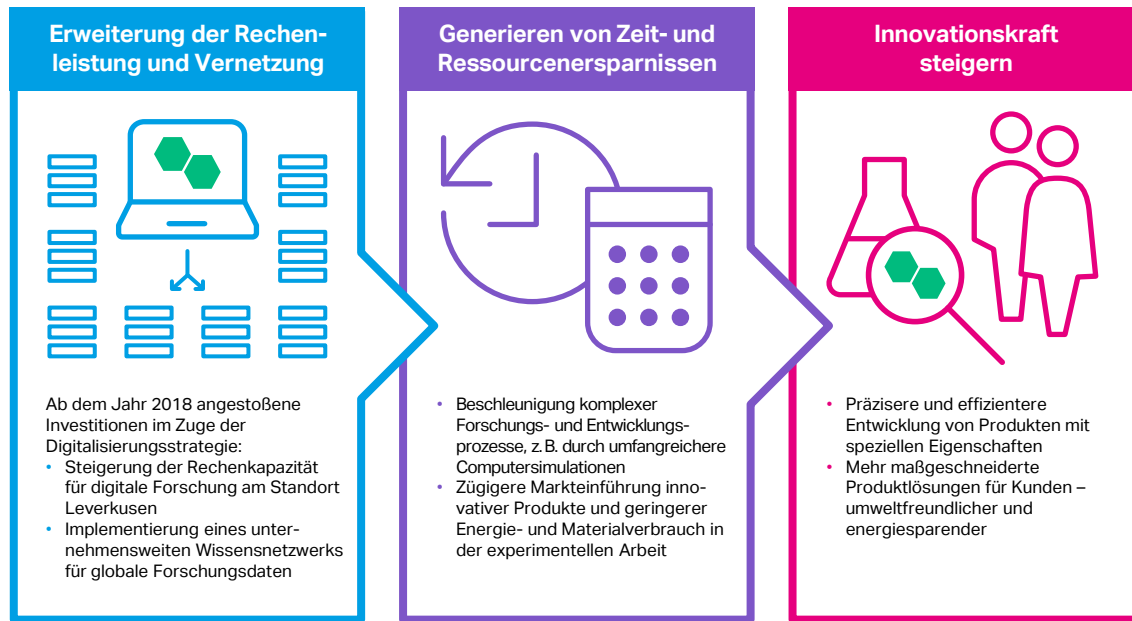 Erweiterung der Rechen-
leistung und Vernetzung
Ab dem Jahr 2018 angestoßene
Investitionen im Zuge der
Digitalisierungsstrategie:
• Steigerung der Rechenkapazität
für digitale Forschung am Standort
Leverkusen
• Implementierung eines unter-
nehmensweiten Wissensnetzwerks
für globale Forschungsdaten
Generieren von Zeit- und
Ressourcenersparnissen
• Beschleunigung komplexer
Forschungs- und Entwicklungs-
prozesse, z. B. durch umfangreichere
Computersimulationen
• Zügigere Markteinführung inno-
vativer Produkte und geringerer
Energie- und Materialverbrauch in
der experimentellen Arbeit
Innovationskraft
steigern
• Präzisere und effizientere
Entwicklung von Produkten mit
speziellen Eigenschaften
• Mehr maßgeschneiderte
Produktlösungen für Kunden –
umweltfreundlicher und
energiesparender